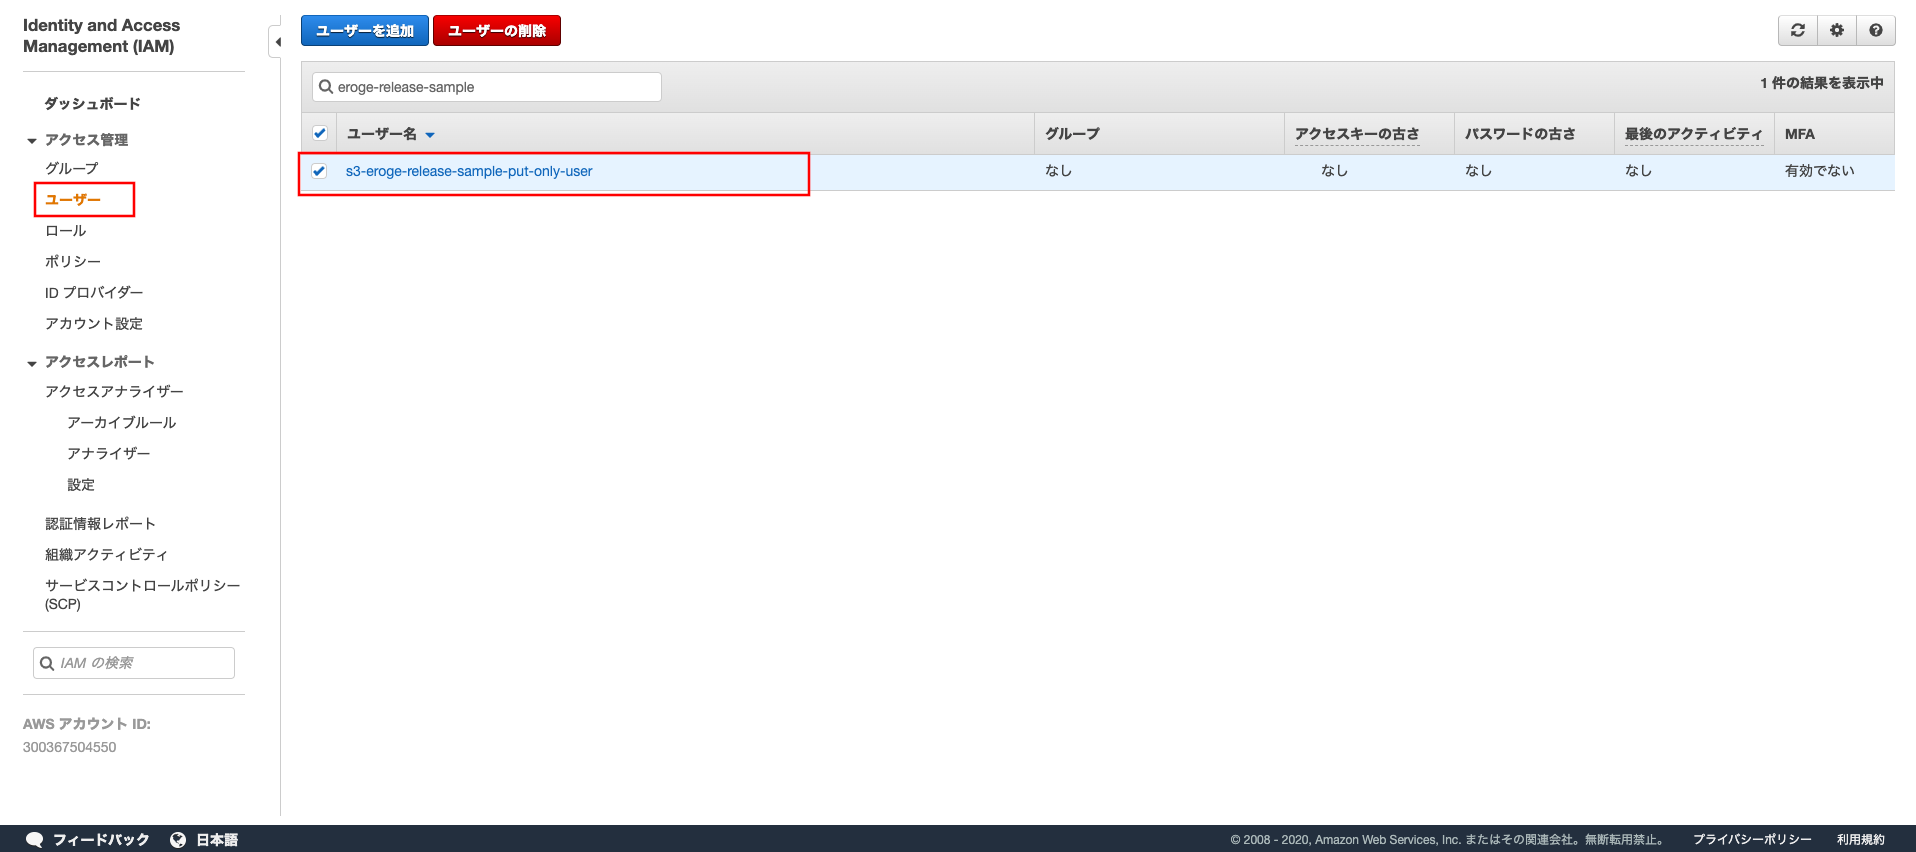 Identity and Access
Management (IAM)
ダッシュボード
アクセス管理
グループ
ユーザー
ロール
ポリシー
ID プロバイダー
アカウント設定
アクセスレポート
アクセスアナライザー
アーカイブルール
アナライザー
設定
認証情報レポート
組織アクティビティ
サービスコントロールポリシー
(SCP)
IAM の検索
AWS アカウント ID:
300367504550
ユーザーを追加 ユーザーの削除
eroge-release-sample
1 件の結果を表示中
ユーザー名 グループ アクセスキーの古さ パスワードの古さ 最後のアクティビティ MFA
s3-eroge-release-sample-put-only-user なし なし なし なし 有効でない
フィードバック 日本語 © 2008 - 2020, Amazon Web Services, Inc. またはその関連会社。無断転用禁止。 プライバシーポリシー 利用規約